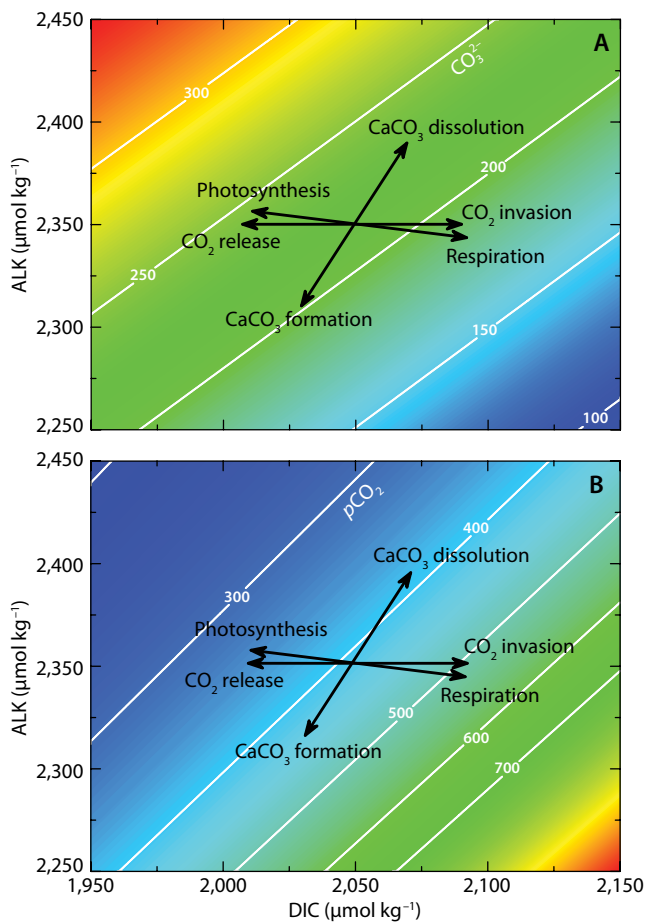 2,450
A
CO₃²⁻
300
CaCO₃ dissolution
2,400
ALK (µmol kg⁻¹)
200
Photosynthesis
CO₂ invasion
2,350
CO₂ release
Respiration
250
CaCO₃ formation
150
2,300
2,250
100
2,450
B
pCO₂
400
CaCO₃ dissolution
2,400
ALK (µmol kg⁻¹)
300
Photosynthesis
CO₂ invasion
2,350
CO₂ release
Respiration
500
CaCO₃ formation
600
2,300
700
2,250
1,950
2,000
2,050
2,100
2,150
DIC (µmol kg⁻¹)